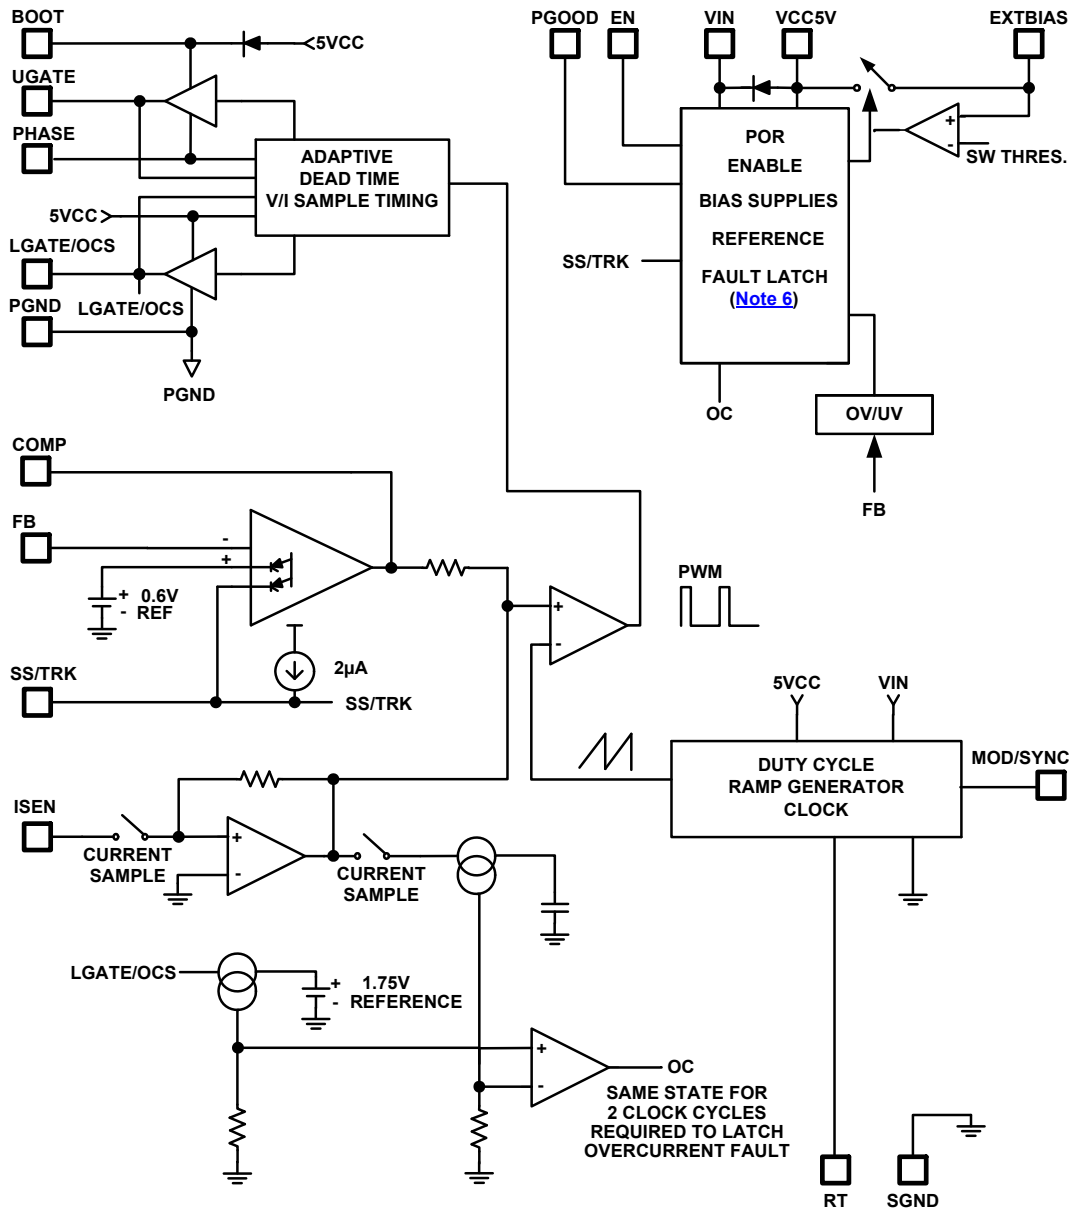 BOOT
5VCC
UGATE
PHASE
ADAPTIVE
DEAD TIME
V/I SAMPLE TIMING
5VCC
LGATE/OCS
LGATE/OCS
PGND
PGND
PGOOD
EN
VIN
VCC5V
EXTBIAS
POR
ENABLE
BIAS SUPPLIES
REFERENCE
FAULT LATCH
(Note 6)
+
-
SW THRES.
SS/TRK
OC
OV/UV
FB
COMP
FB
-
+
+ 0.6V
- REF
SS/TRK
2µA
SS/TRK
+
-
PWM
5VCC
VIN
DUTY CYCLE
RAMP GENERATOR
CLOCK
MOD/SYNC
ISEN
CURRENT
SAMPLE
+
-
CURRENT
SAMPLE
LGATE/OCS
+ 1.75V
- REFERENCE
+
-
OC
SAME STATE FOR
2 CLOCK CYCLES
REQUIRED TO LATCH
OVERCURRENT FAULT
RT
SGND